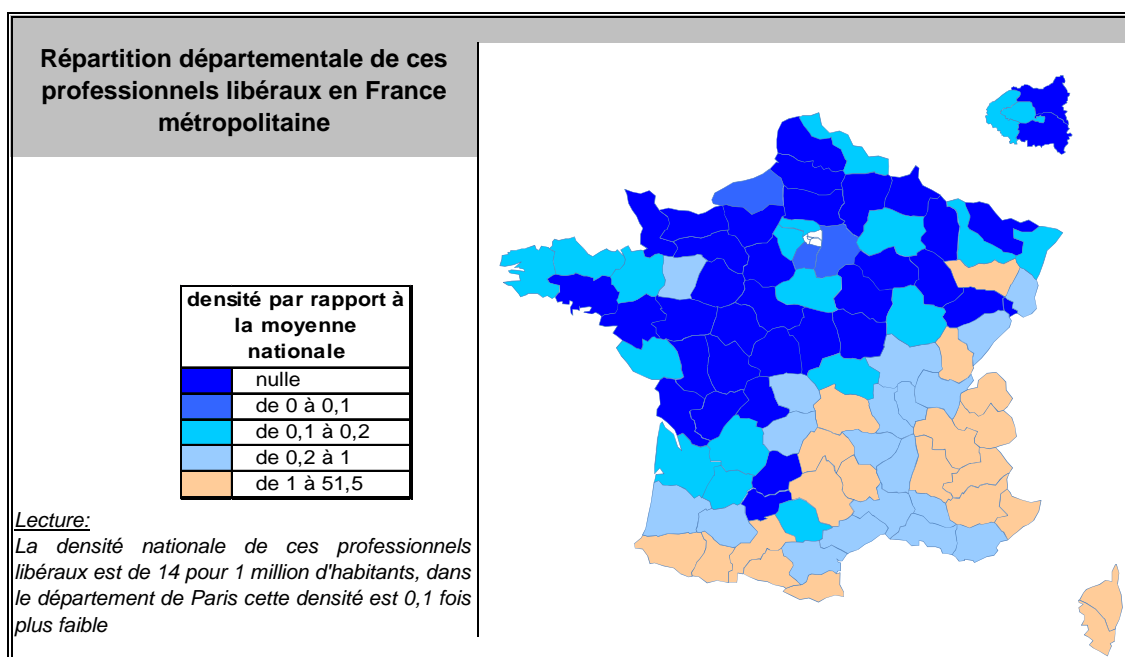 Répartition départementale de ces
professionnels libéraux en France
métropolitaine
densité par rapport à
la moyenne
nationale
nulle
de 0 à 0,1
de 0,1 à 0,2
de 0,2 à 1
de 1 à 51,5
Lecture:
La densité nationale de ces professionnels
libéraux est de 14 pour 1 million d'habitants, dans
le département de Paris cette densité est 0,1 fois
plus faible